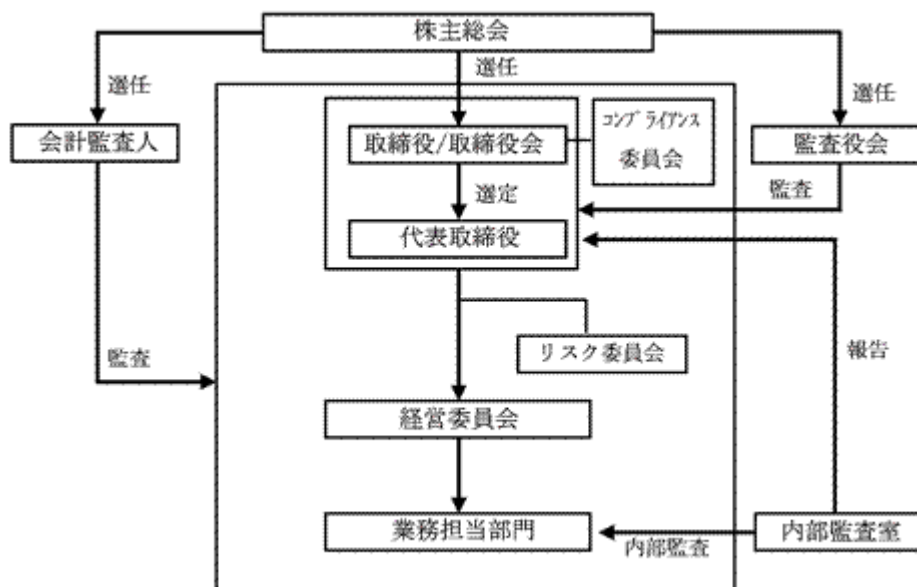 株主総会
選任
選任
選任
会計監査人
取締役/取締役会
コンプライアンス
委員会
監査役会
選定
監査
代表取締役
リスク委員会
監査
報告
経営委員会
業務担当部門
内部監査
内部監査室